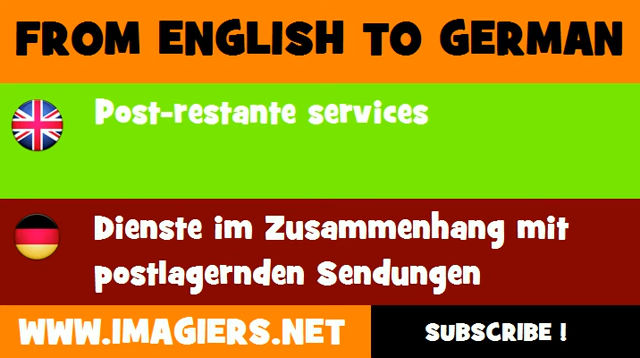 FROM ENGLISH TO GERMAN
Post-restante services
Dienste im Zusammenhang mit
postlagernden Sendungen
WWW.IMAGIERS.NET
SUBSCRIBE !